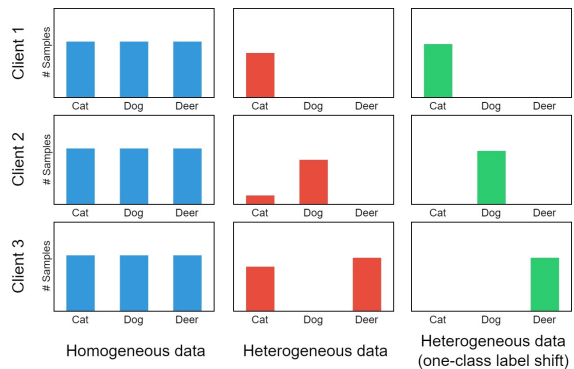 Client 1
# Samples
Cat Dog Deer
Cat Dog Deer
Cat Dog Deer
Client 2
# Samples
Cat Dog Deer
Cat Dog Deer
Cat Dog Deer
Client 3
# Samples
Cat Dog Deer
Cat Dog Deer
Cat Dog Deer
Homogeneous data
Heterogeneous data
Heterogeneous data
(one-class label shift)